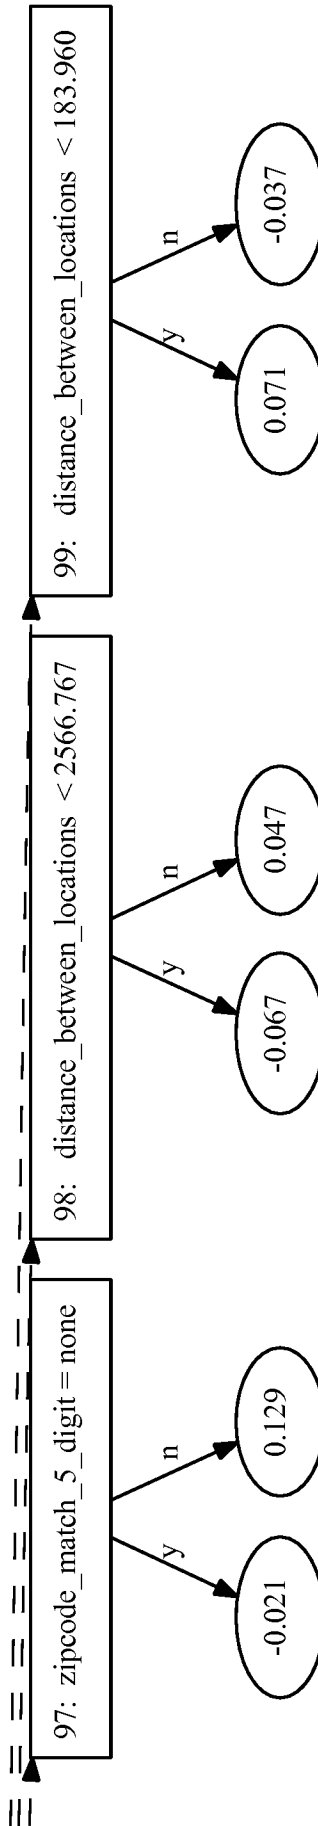 97: zipcode_match_5_digit = none
y
n
-0.021
0.129
98: distance_between_locations < 2566.767
y
n
-0.067
0.047
99: distance_between_locations < 183.960
y
n
0.071
-0.037